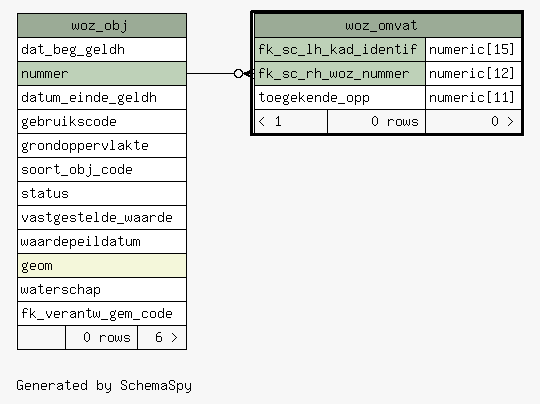 woz_obj
dat_beg_geldh
nummer
datum_einde_geldh
gebruikscode
grondoppervlakte
soort_obj_code
status
vastgestelde_waarde
waardepeildatum
geom
waterschap
fk_verantw_gem_code
0 rows 6 >
woz_omvat
fk_sc_lh_kad_identif numeric[15]
fk_sc_rh_woz_nummer numeric[12]
toegekende_opp numeric[11]
< 1 0 rows 0 >
Generated by SchemaSpy